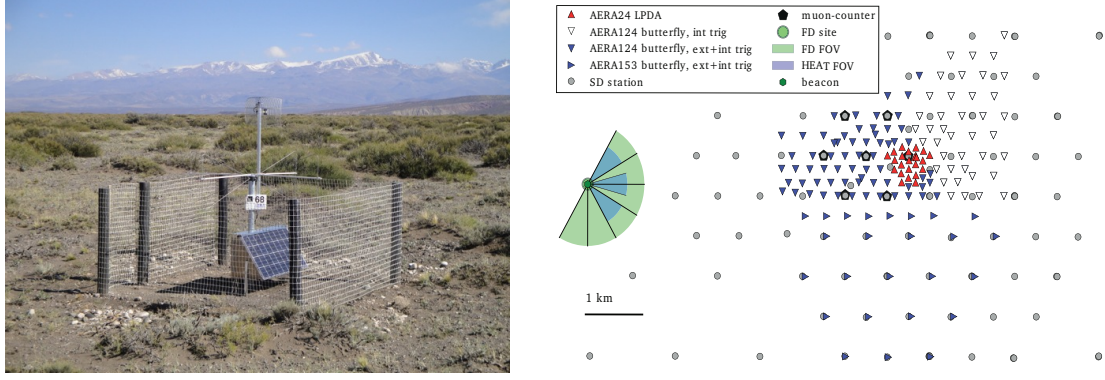 68
AERA24 LPDA
AERA124 butterfly, int trig
AERA124 butterfly, ext+int trig
AERA153 butterfly, ext+int trig
SD station
muon-counter
FD site
FD FOV
HEAT FOV
beacon
1 km